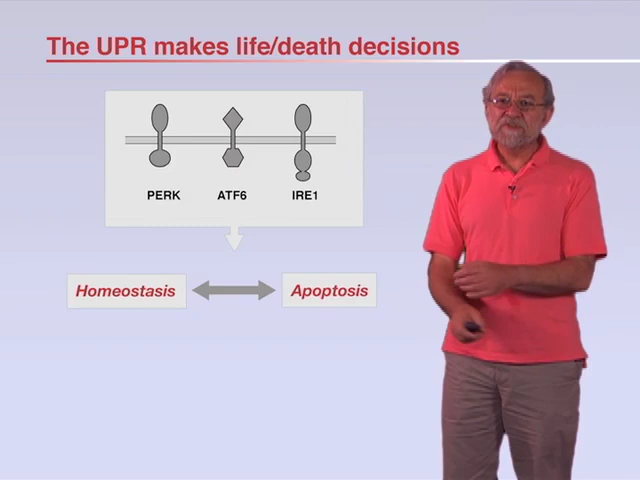 The UPR makes life/death decisions
PERK ATF6 IRE1
Homeostasis Apoptosis